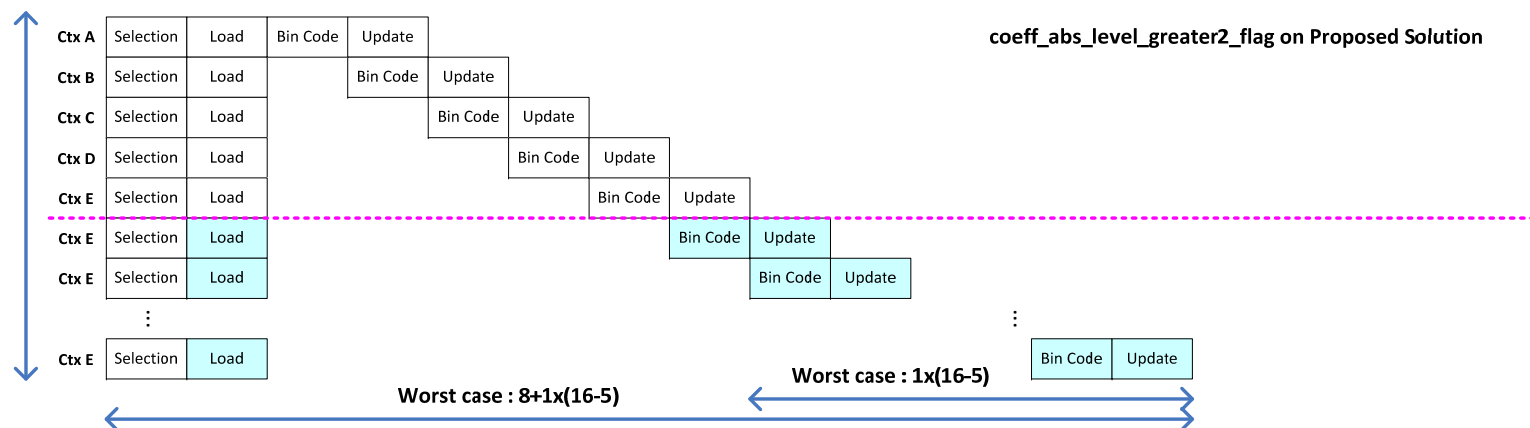 coeff_abs_level_greater2_flag on Proposed Solution
Ctx A Selection Load Bin Code Update
Ctx B Selection Load Bin Code Update
Ctx C Selection Load Bin Code Update
Ctx D Selection Load Bin Code Update
Ctx E Selection Load Bin Code Update
Ctx E Selection Load Bin Code Update
Ctx E Selection Load Bin Code Update
⋮ ⋮
Ctx E Selection Load Bin Code Update
Worst case : 1x(16-5)
Worst case : 8+1x(16-5)